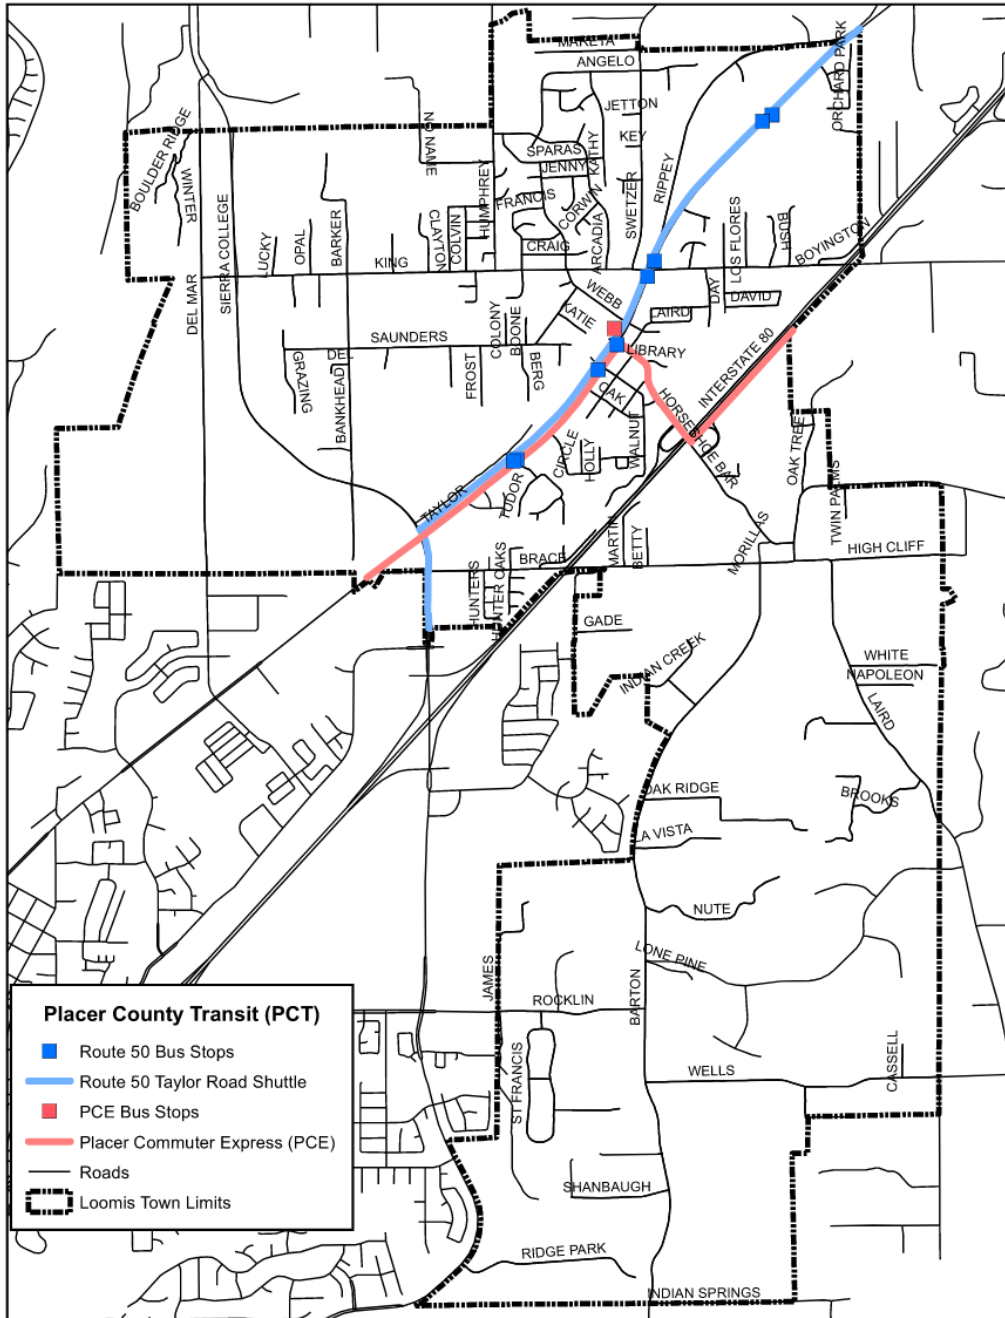 MARETA
ANGELO
ORCHARD PARK
JETTON
KEY
BOULDER RIDGE
NO NAME
SPARAS
KATHY
JENNY
RIPPEY
WINTER
HUMPHREY
FRANCIS
CORWIN
SWETZER
SIERRA COLLEGE
LUCKY
OPAL
BARKER
CLAYTON
COLVIN
CRAIG
ARCADIA
LOS FLORES
BUSH
BOYINGTON
KING
DEL MAR
WEBB
DAY
DAVID
KATIE
LAIRD
SAUNDERS
COLONY
BOONE
LIBRARY
INTERSTATE 80
GRAZING
DEL
FROST
BERG
BANKHEAD
OAK
HORSESHOE BAR
WALNUT
CIRCLE
HOLLY
OAK TREE
TAYLOR
TUDOR
TWIN PALMS
MARTIN
BETTY
MORILLAS
HIGH CLIFF
BRACE
HUNTERS
HUNTER OAKS
GADE
INDIAN CREEK
WHITE
NAPOLEON
LAIRD
OAK RIDGE
BROOKS
LA VISTA
NUTE
LONE PINE
JAMES
ROCKLIN
BARTON
ST FRANCIS
WELLS
CASSELL
SHANBAUGH
RIDGE PARK
INDIAN SPRINGS
Placer County Transit (PCT)
Route 50 Bus Stops
Route 50 Taylor Road Shuttle
PCE Bus Stops
Placer Commuter Express (PCE)
Roads
Loomis Town Limits